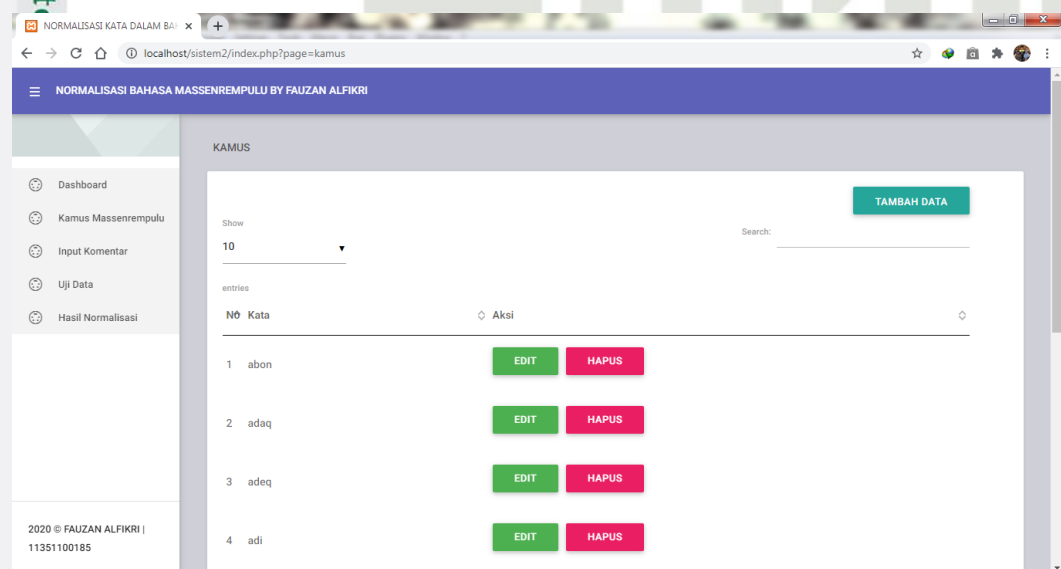 NORMALISASI KATA DALAM BAH
localhost/sistem2/index.php?page=kamus
NORMALISASI BAHASA MASSENREMPULU BY FAUZAN ALFIKRI
Dashboard
Kamus Massenrempulu
Input Komentar
Uji Data
Hasil Normalisasi
2020 © FAUZAN ALFIKRI |
11351100185
KAMUS
TAMBAH DATA
Show
10
Search:
entries
NO Kata Aksi
1 abon EDIT HAPUS
2 adaq EDIT HAPUS
3 adeq EDIT HAPUS
4 adi EDIT HAPUS